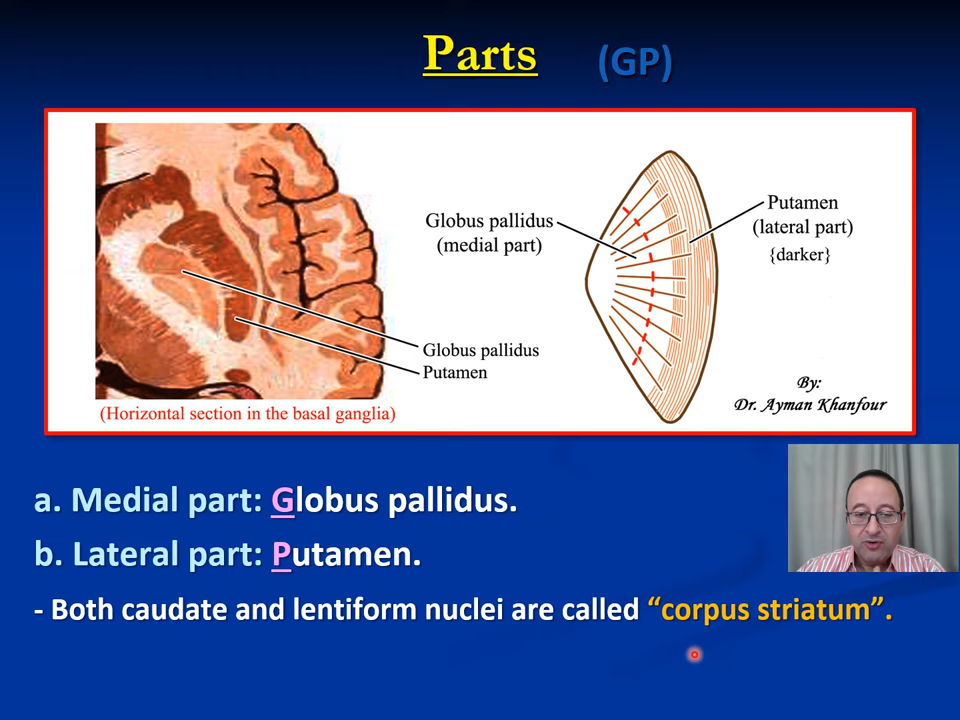 Parts (GP)
Globus pallidus
(medial part)
Putamen
(lateral part)
{darker}
Globus pallidus
Putamen
(Horizontal section in the basal ganglia)
By:
Dr. Ayman Khanfour
a. Medial part: Globus pallidus.
b. Lateral part: Putamen.
- Both caudate and lentiform nuclei are called “corpus striatum”.